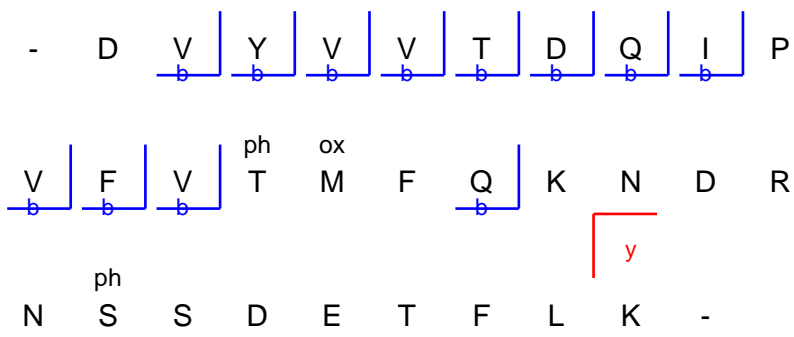 - D V Y V V T D Q I P
b b b b b b b b
ph ox
V F V T M F Q K N D R
b b b b
y
ph
N S S D E T F L K -